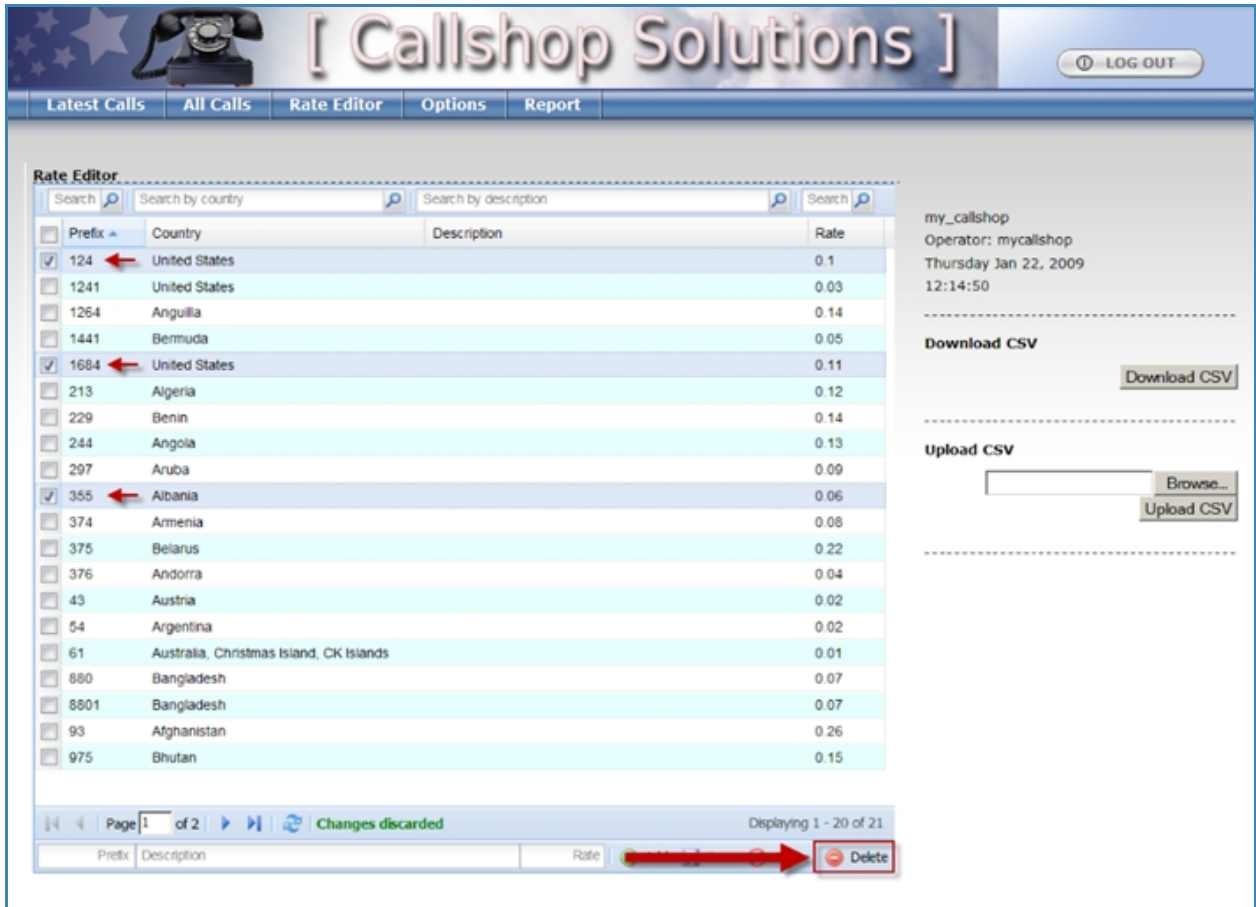 [ Callshop Solutions ]
LOG OUT
Latest Calls All Calls Rate Editor Options Report
Rate Editor
Search Search by country Search by description Search
Prefix Country Description Rate
124 United States 0.1
1241 United States 0.03
1264 Anguilla 0.14
1441 Bermuda 0.05
1684 United States 0.11
213 Algeria 0.12
229 Benin 0.14
244 Angola 0.13
297 Aruba 0.09
355 Albania 0.06
374 Armenia 0.08
375 Belarus 0.22
376 Andorra 0.04
43 Austria 0.02
54 Argentina 0.02
61 Australia, Christmas Island, CK Islands 0.01
880 Bangladesh 0.07
8801 Bangladesh 0.07
93 Afghanistan 0.26
975 Bhutan 0.15
Page 1 of 2 Changes discarded Displaying 1 - 20 of 21
Prefix Description Rate Delete
my_callshop
Operator: mycallshop
Thursday Jan 22, 2009
12:14:50
Download CSV
Download CSV
Upload CSV
Browse...
Upload CSV